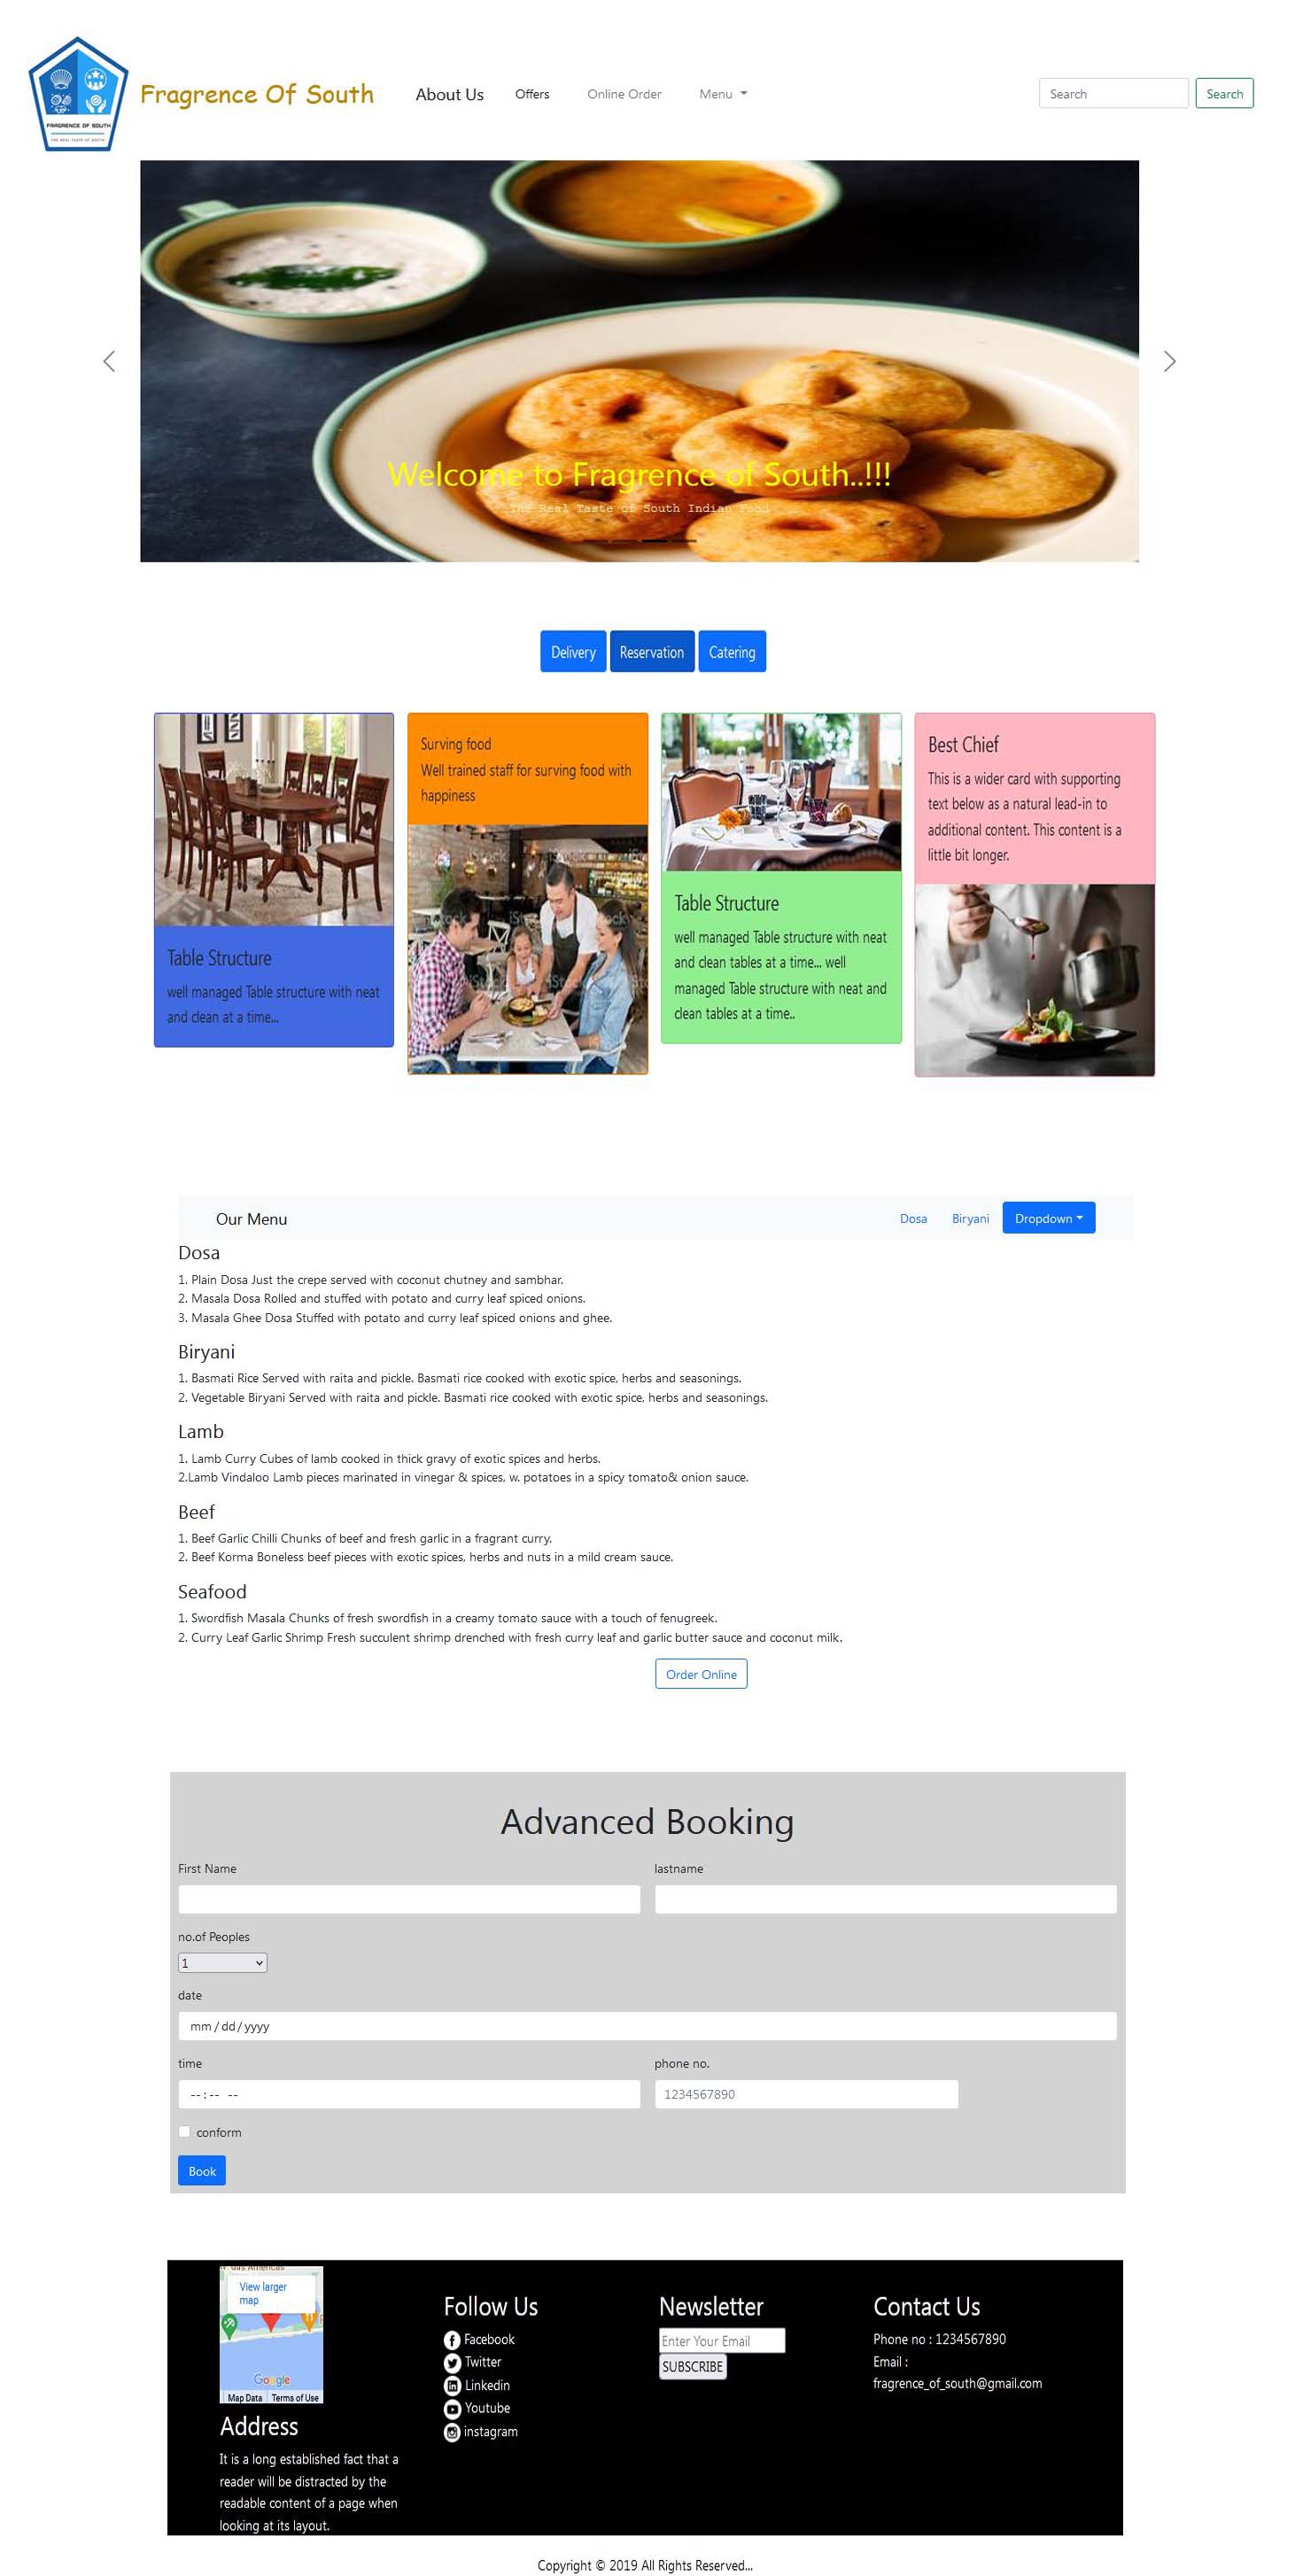 FRAGRENCE OF SOUTH
THE REAL TASTE OF SOUTH
Fragrence Of South
About Us
Offers
Online Order
Menu
Search
Search
Welcome to Fragrence of South..!!!
The Real Taste of South Indian Food
Delivery
Reservation
Catering
Table Structure
well managed Table structure with neat
and clean at a time...
Surving food
Well trained staff for surving food with
happiness
iStock
iStock
iStock
iStock
Table Structure
well managed Table structure with neat
and clean tables at a time... well
managed Table structure with neat and
clean tables at a time..
Best Chief
This is a wider card with supporting
text below as a natural lead-in to
additional content. This content is a
little bit longer.
Our Menu
Dosa
Biryani
Dropdown
Dosa
1. Plain Dosa Just the crepe served with coconut chutney and sambhar.
2. Masala Dosa Rolled and stuffed with potato and curry leaf spiced onions.
3. Masala Ghee Dosa Stuffed with potato and curry leaf spiced onions and ghee.
Biryani
1. Basmati Rice Served with raita and pickle. Basmati rice cooked with exotic spice, herbs and seasonings.
2. Vegetable Biryani Served with raita and pickle. Basmati rice cooked with exotic spice, herbs and seasonings.
Lamb
1. Lamb Curry Cubes of lamb cooked in thick gravy of exotic spices and herbs.
2.Lamb Vindaloo Lamb pieces marinated in vinegar & spices, w. potatoes in a spicy tomato& onion sauce.
Beef
1. Beef Garlic Chilli Chunks of beef and fresh garlic in a fragrant curry.
2. Beef Korma Boneless beef pieces with exotic spices, herbs and nuts in a mild cream sauce.
Seafood
1. Swordfish Masala Chunks of fresh swordfish in a creamy tomato sauce with a touch of fenugreek.
2. Curry Leaf Garlic Shrimp Fresh succulent shrimp drenched with fresh curry leaf and garlic butter sauce and coconut milk.
Order Online
Advanced Booking
First Name
lastname
no.of Peoples
1
date
mm/dd/yyyy
time
phone no.
--:-- --
1234567890
conform
Book
View larger
map
Google
Map Data
Terms of Use
Address
It is a long established fact that a
reader will be distracted by the
readable content of a page when
looking at its layout.
Follow Us
Facebook
Twitter
Linkedin
Youtube
instagram
Newsletter
Enter Your Email
SUBSCRIBE
Contact Us
Phone no : 1234567890
Email :
fragrence_of_south@gmail.com
Copyright © 2019 All Rights Reserved...